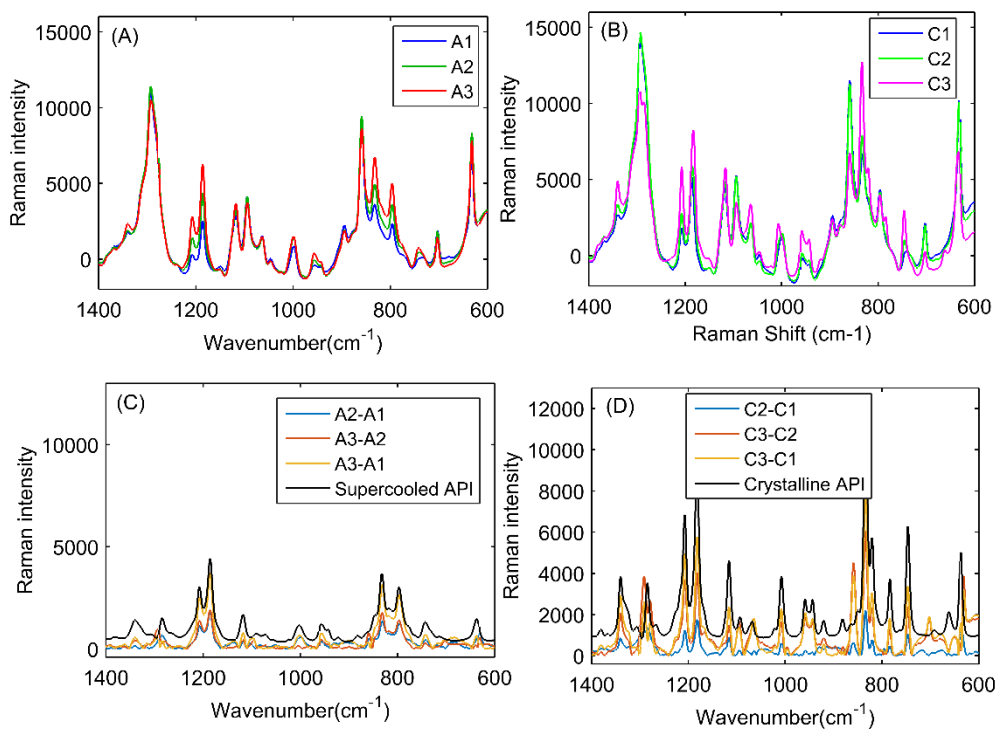 (A)
A1
A2
A3
15000
10000
5000
0
Raman intensity
1400
1200
1000
800
600
Wavenumber(cm⁻¹)
(B)
C1
C2
C3
15000
10000
5000
0
Raman intensity
1400
1200
1000
800
600
Raman Shift (cm-1)
(C)
A2-A1
A3-A2
A3-A1
Supercooled API
10000
5000
0
Raman intensity
1400
1200
1000
800
600
Wavenumber(cm⁻¹)
(D)
C2-C1
C3-C2
C3-C1
Crystalline API
12000
10000
8000
6000
4000
2000
0
Raman intensity
1400
1200
1000
800
600
Wavenumber(cm⁻¹)